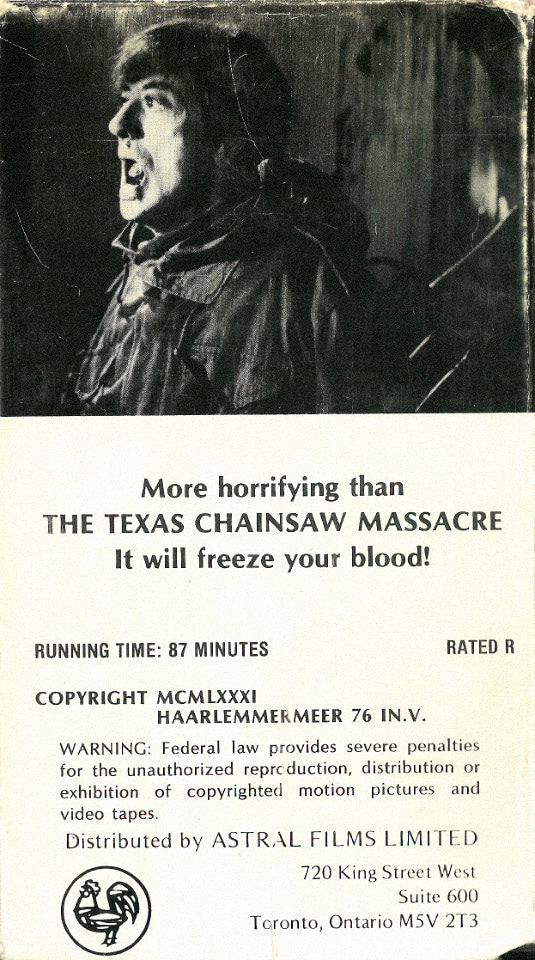 More horrifying than
THE TEXAS CHAINSAW MASSACRE
It will freeze your blood!
RUNNING TIME: 87 MINUTES RATED R
COPYRIGHT MCMLXXXI
HAARLEMMERMEER 76 IN.V.
WARNING: Federal law provides severe penalties
for the unauthorized reproduction, distribution or
exhibition of copyrighted motion pictures and
video tapes.
Distributed by ASTRAL FILMS LIMITED
720 King Street West
Suite 600
Toronto, Ontario M5V 2T3